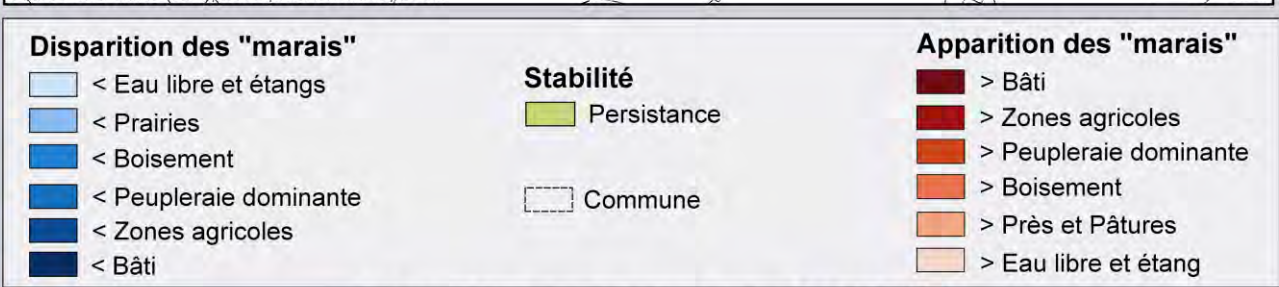 Disparition des "marais"
< Eau libre et étangs
< Prairies
< Boisement
< Peupleraie dominante
< Zones agricoles
< Bâti
Stabilité
Persistance
Commune
Apparition des "marais"
> Bâti
> Zones agricoles
> Peupleraie dominante
> Boisement
> Près et Pâtures
> Eau libre et étang